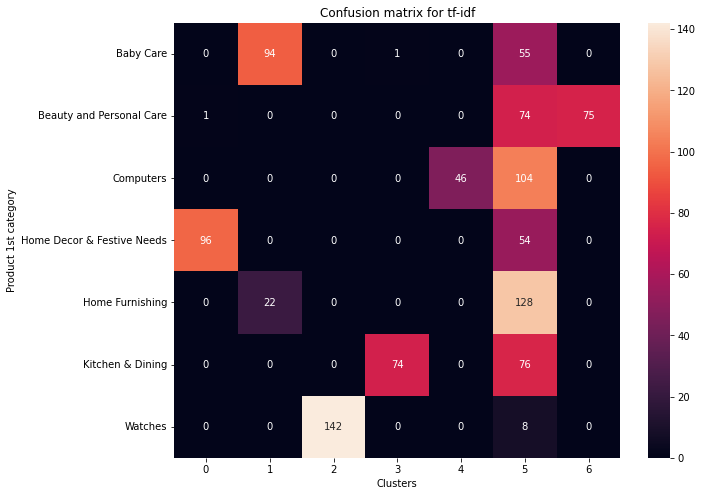 Confusion matrix for tf-idf
Product 1st category
Baby Care 0 94 0 1 0 55 0
Beauty and Personal Care 1 0 0 0 0 74 75
Computers 0 0 0 0 46 104 0
Home Decor & Festive Needs 96 0 0 0 0 54 0
Home Furnishing 0 22 0 0 0 128 0
Kitchen & Dining 0 0 0 74 0 76 0
Watches 0 0 142 0 0 8 0
0 1 2 3 4 5 6
Clusters
140
120
100
80
60
40
20
0